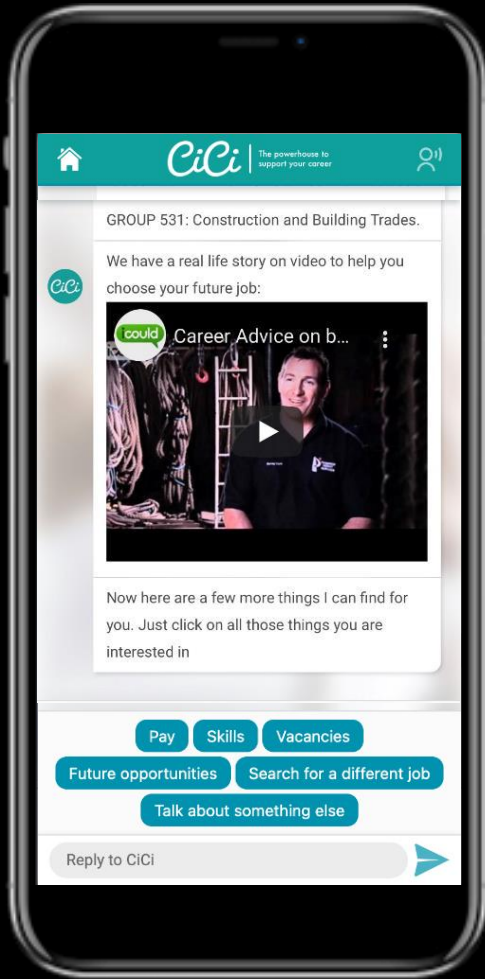 CiCi
The powerhouse to
support your career
GROUP 531: Construction and Building Trades.
We have a real life story on video to help you
choose your future job:
CiCi
icould
Career Advice on b...
Now here are a few more things I can find for
you. Just click on all those things you are
interested in
Pay Skills Vacancies
Future opportunities Search for a different job
Talk about something else
Reply to CiCi